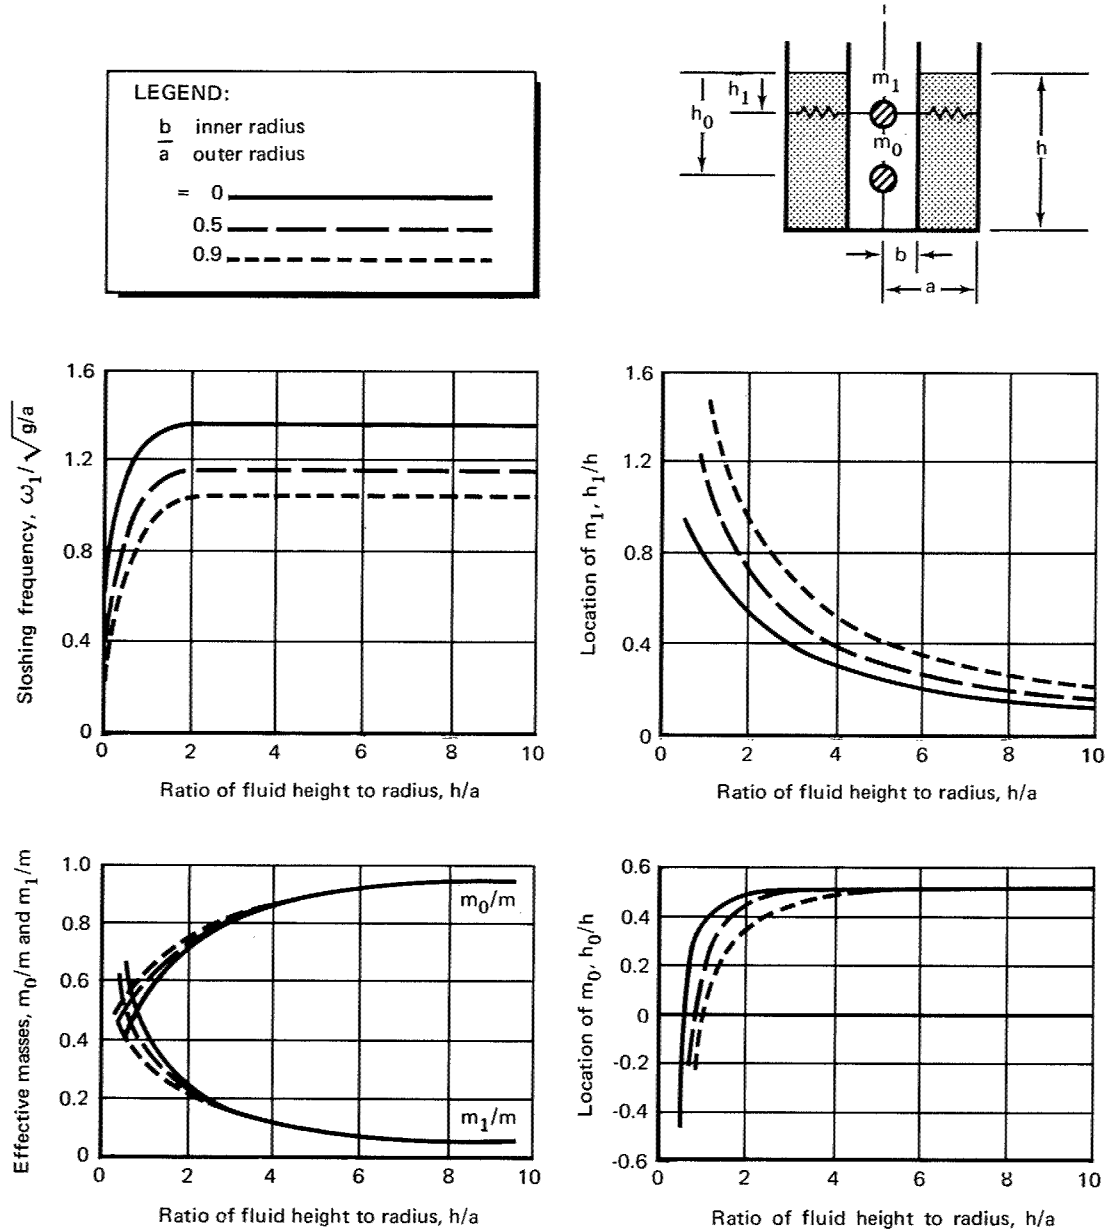 LEGEND:
b inner radius
a outer radius
= 0
0.5
0.9
m₁
h₁
h₀
m₀
h
b
a
Sloshing frequency, ω₁/√g/a
1.6
1.2
0.8
0.4
0
0 2 4 6 8 10
Ratio of fluid height to radius, h/a
Location of m₁, h₁/h
1.6
1.2
0.8
0.4
0
0 2 4 6 8 10
Ratio of fluid height to radius, h/a
Effective masses, m₀/m and m₁/m
1.0
0.8
0.6
0.4
0.2
0
m₀/m
m₁/m
0 2 4 6 8 10
Ratio of fluid height to radius, h/a
Location of m₀, h₀/h
0.6
0.4
0.2
0
-0.2
-0.4
-0.6
0 2 4 6 8 10
Ratio of fluid height to radius, h/a